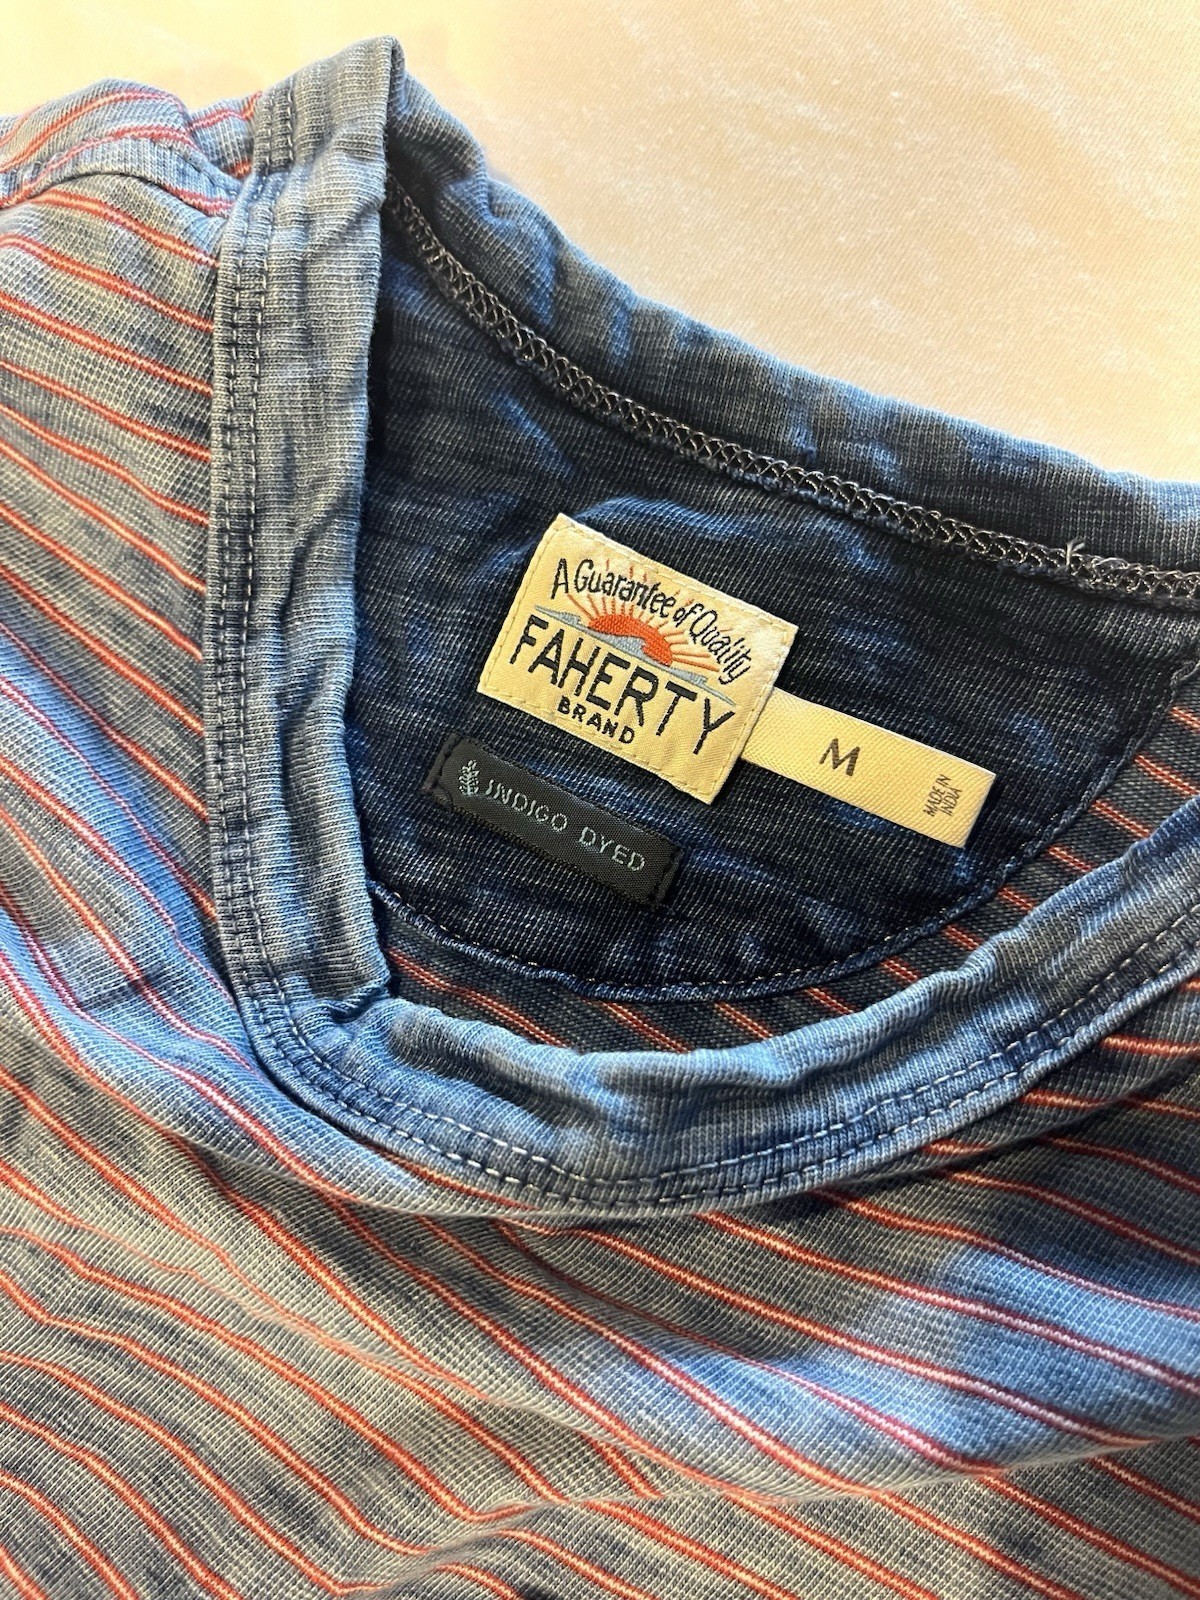 A Guarantee of Quality
FAHERTY
BRAND
M
MADE IN
INDIA
INDIGO DYED